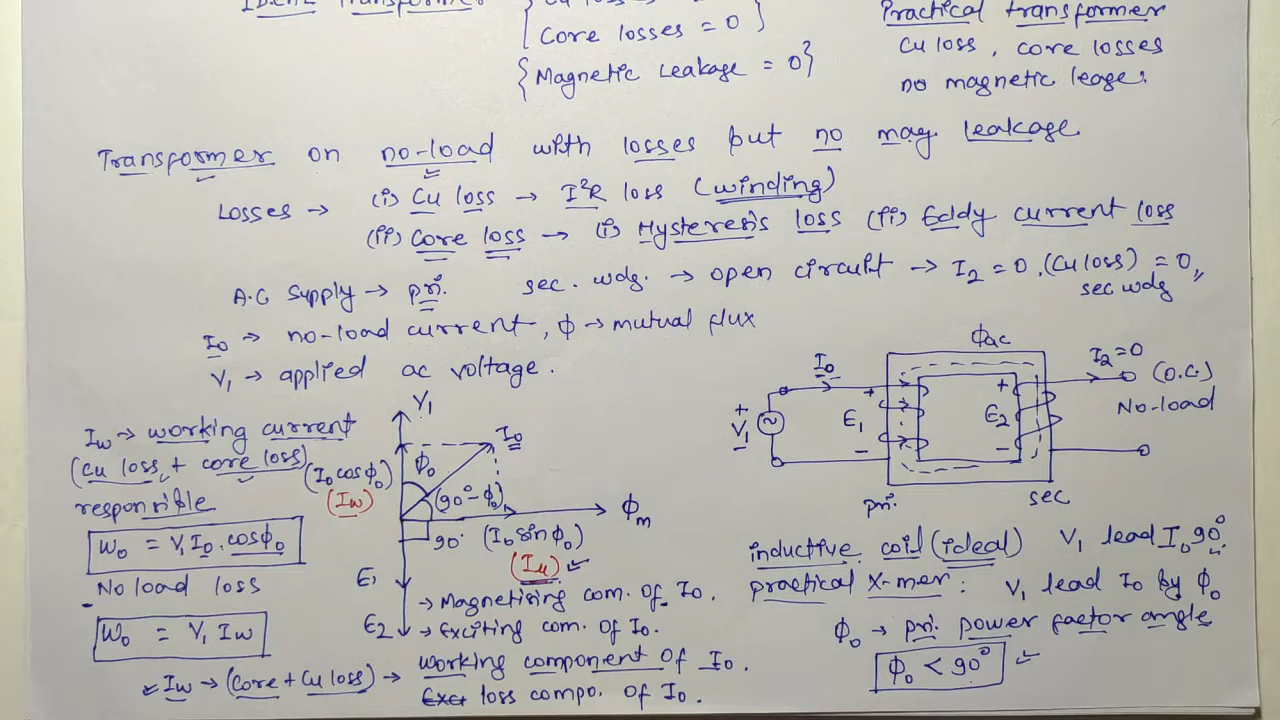 Ideal Transformer
Cu loss = 0
Core losses = 0
Magnetic Leakage = 0
Practical transformer
Cu loss, core losses
no magnetic leage.
Transformer on no-load with losses but no mag. leakage
Losses → (i) Cu loss → I²R loss (winding)
(ii) Core loss → (i) Hysteresis loss (ii) Eddy current loss
A.C Supply → pri. sec. wdg. → open circuit → I2 = 0, (Cu loss) = 0,,
sec wdg
I0 → no-load current, ϕ → mutual flux
V1 → applied ac voltage.
Iw → working current
(Cu loss + core loss)
responsible
W0 = V1 I0 . cosϕ0
No load loss
W0 = V1 Iw
V1
I0
ϕ0
(I0 cosϕ0)
(Iw)
(90° - ϕ0)
ϕm
90° (I0 sinϕ0)
(Iμ)
E1
E2
→ Magnetising com. of I0.
→ Exciting com. of I0.
Iw → (Core + Cu loss) → working component of I0.
loss compo. of I0.
ϕac
I0
I2 = 0
(O.C.)
No-load
+
V1
-
+
E1
-
+
E2
-
pri.
sec
inductive coil (ideal) V1 lead I0 90°
practical X-mer: V1 lead I0 by ϕ0
ϕ0 → pri. power factor angle
ϕ0 < 90°